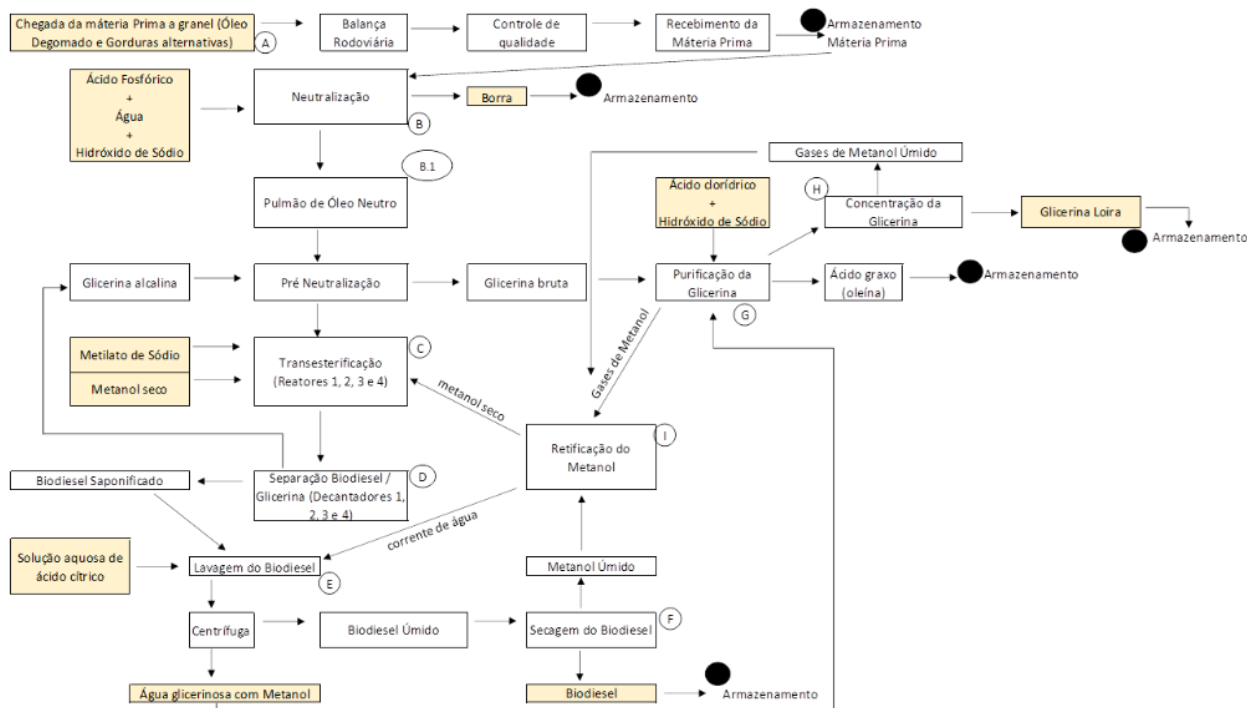 Chegada da máteria Prima a granel (Óleo
Degomado e Gorduras alternativas)
A
Balança
Rodoviária
Controle de
qualidade
Recebimento da
Máteria Prima
Armazenamento
Máteria Prima
Ácido Fosfórico
+
Água
+
Hidróxido de Sódio
Neutralização
B
Borra
Armazenamento
B.1
Pulmão de Óleo Neutro
Gases de Metanol Úmido
Ácido clorídrico
+
Hidróxido de Sódio
H
Concentração da
Glicerina
Glicerina Loira
Armazenamento
Glicerina alcalina
Pré Neutralização
Glicerina bruta
Purificação da
Glicerina
G
Ácido graxo
(oleína)
Armazenamento
Metilato de Sódio
Metanol seco
Transesterificação
(Reatores 1, 2, 3 e 4)
C
metanol seco
Gases de Metanol
Retificação do
Metanol
I
Biodiesel Saponificado
Separação Biodiesel /
Glicerina (Decantadores 1,
2, 3 e 4)
D
corrente de água
Solução aquosa de
ácido cítrico
Lavagem do Biodiesel
E
Metanol Úmido
Centrífuga
Biodiesel Úmido
Secagem do Biodiesel
F
Água glicerinosa com Metanol
Biodiesel
Armazenamento